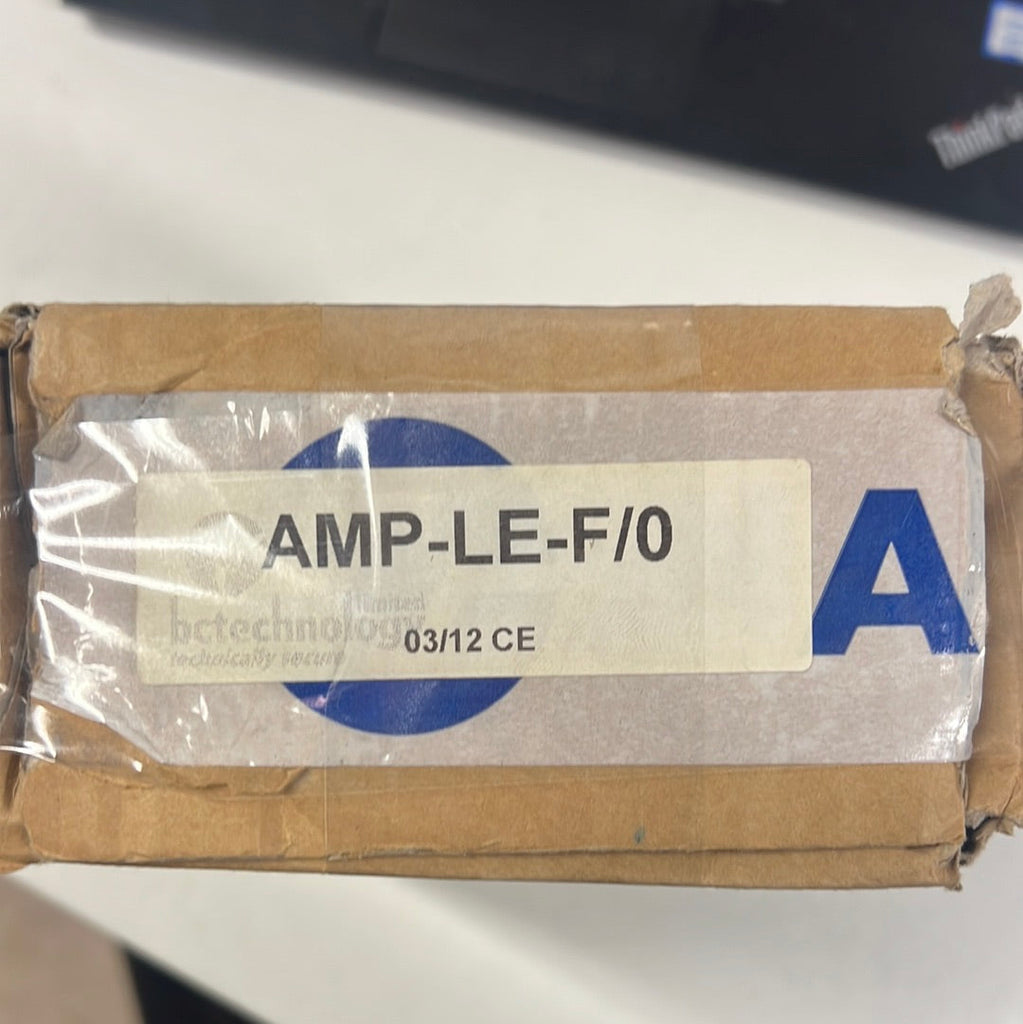 ThinkPad
AMP-LE-F/0
limited
bctechnology
03/12 CE
technically secure
A